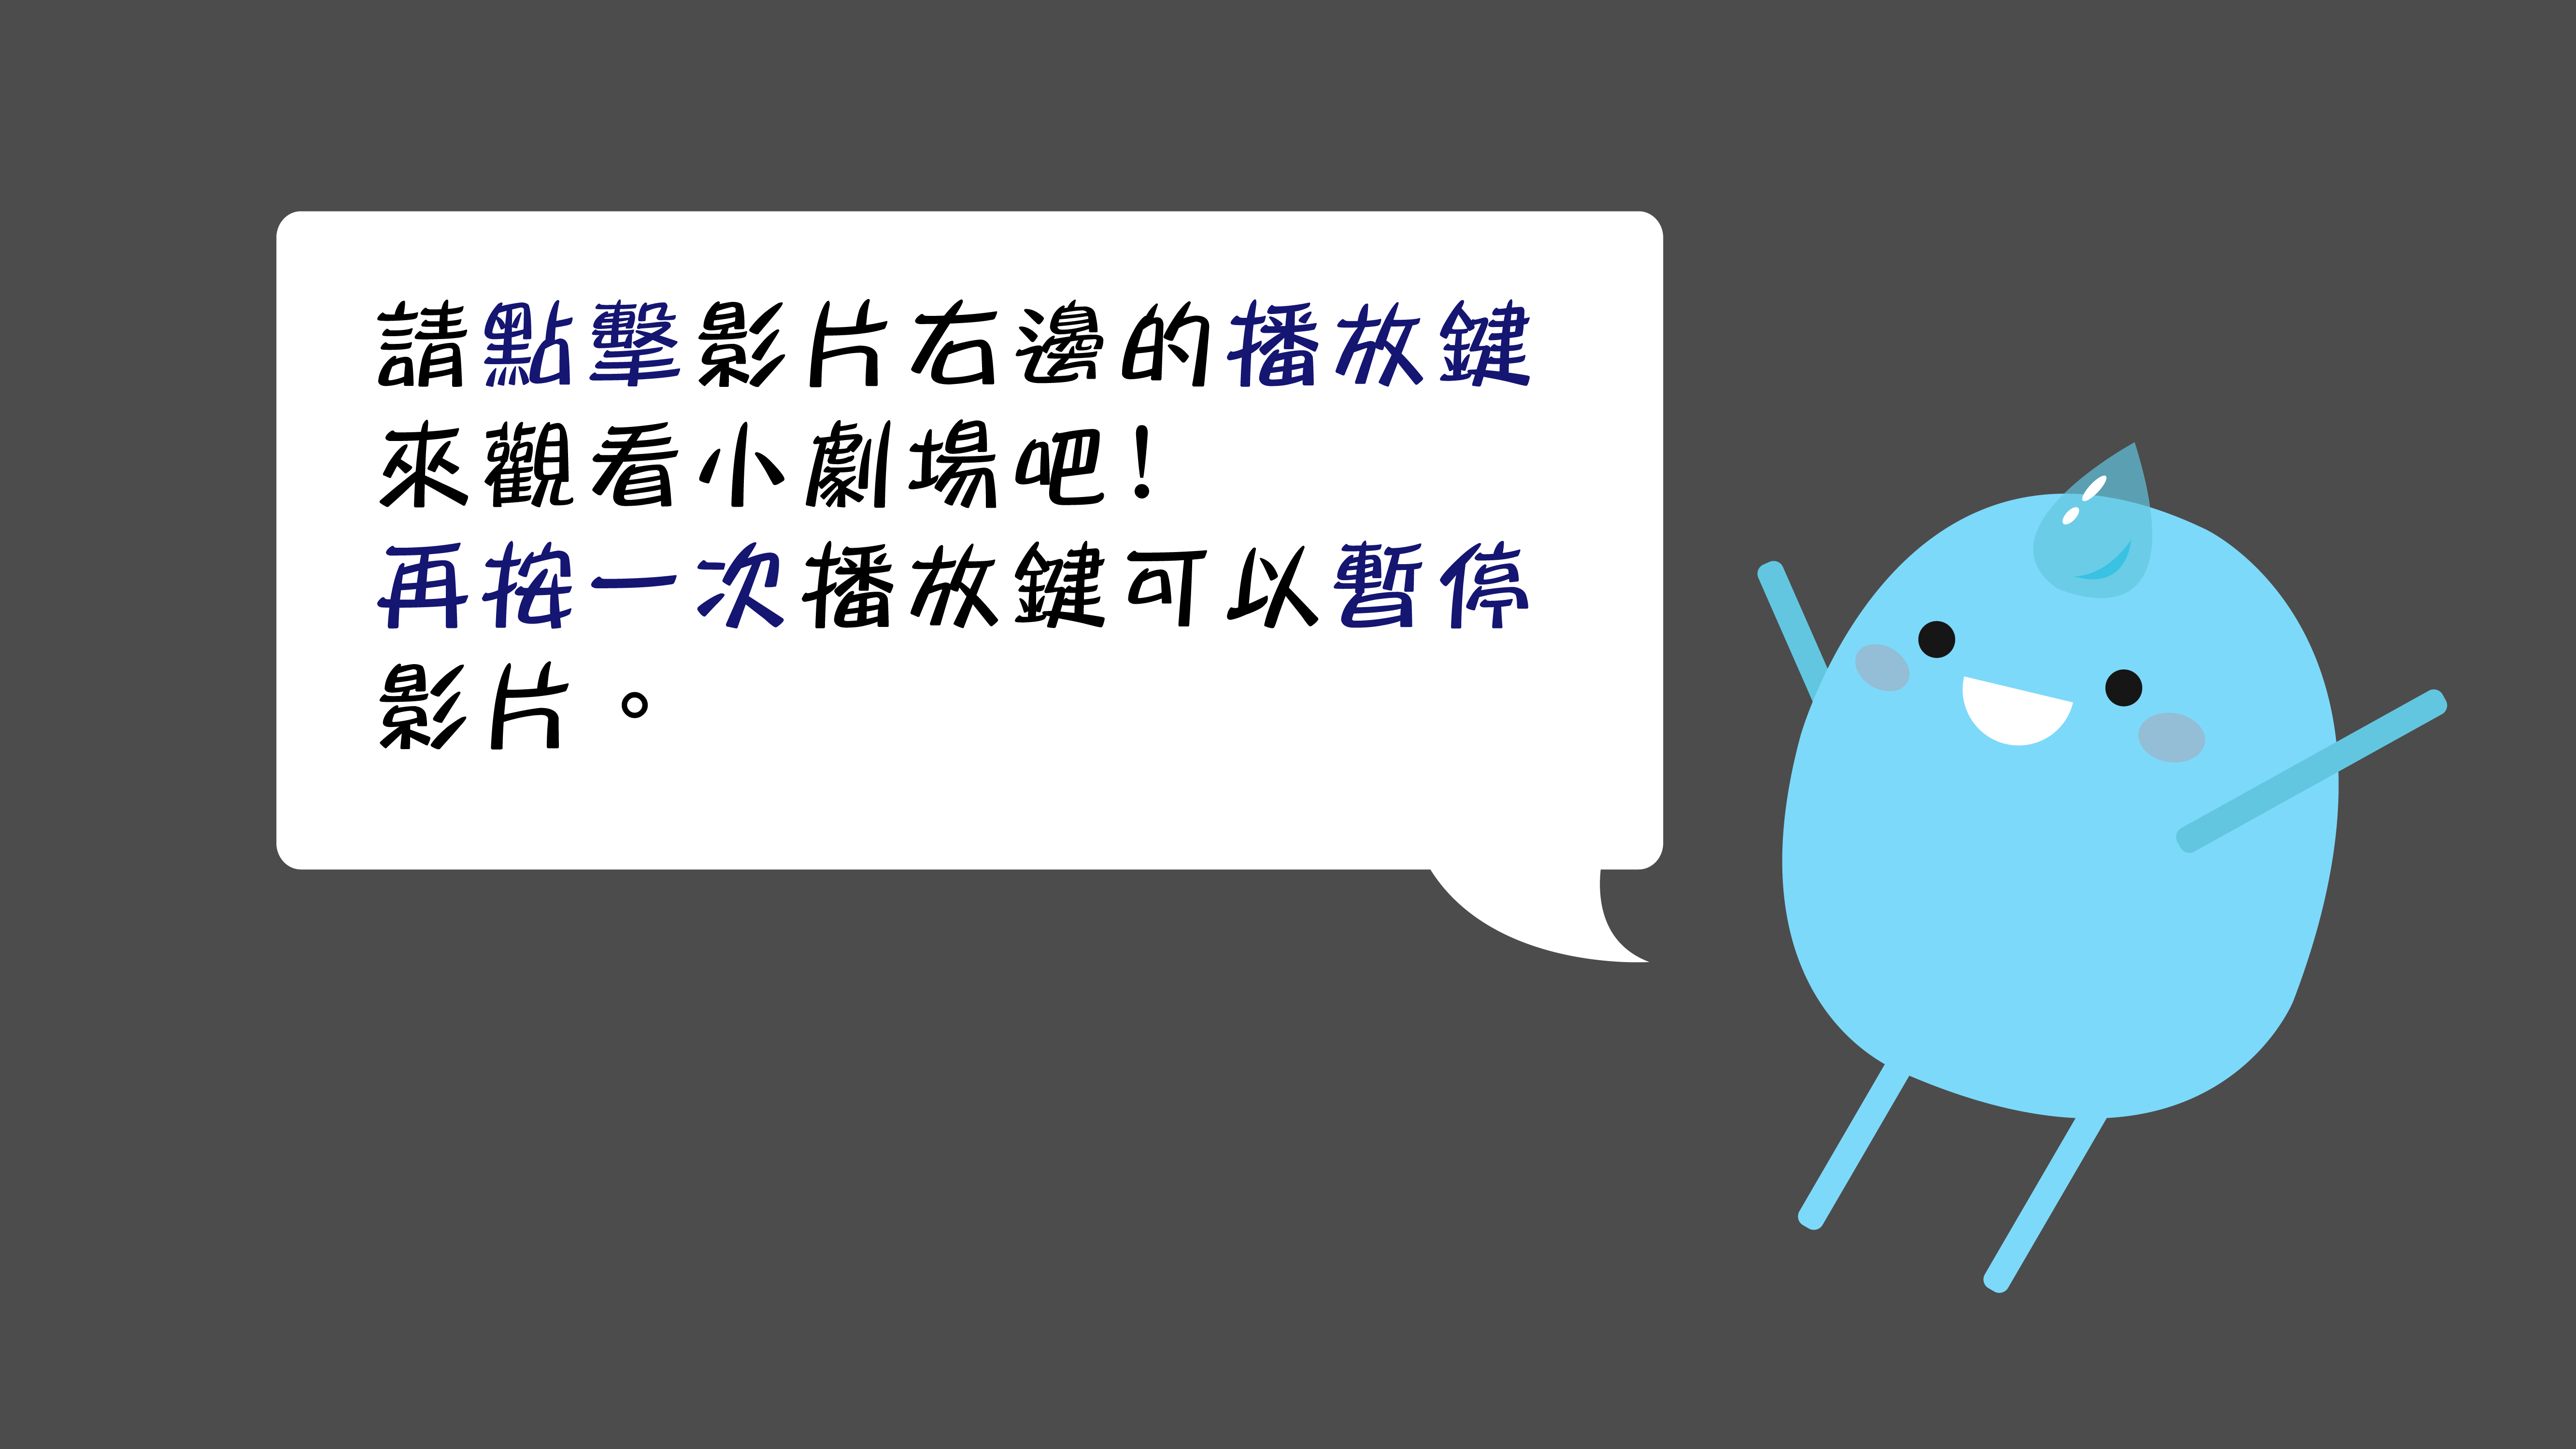 請點擊影片右邊的播放鍵
來觀看小劇場吧！
再按一次播放鍵可以暫停
影片。